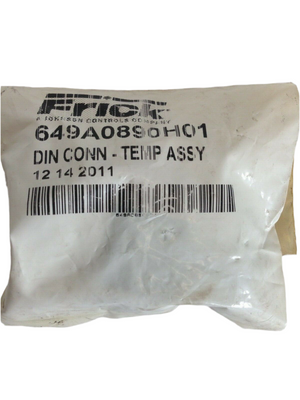 Frick
A JOHNSON CONTROLS COMPANY
649A0896H01
DIN CONN - TEMP ASSY
12 14 2011